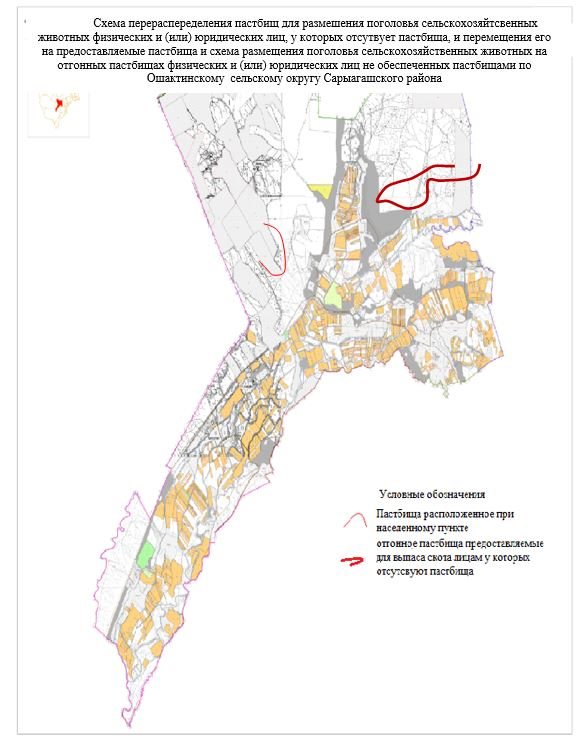 Схема перераспеределения пастбищ для размещения поголовья сельскохозяйтсвенных
животных физических и (или) юридических лиц, у которых отсутвует пастбища, и перемещения его
на предоставляемые пастбища и схема размещения поголовья сельскохозяйственных животных на
отгонных пастбищах физических и (или) юридических лиц не обеспеченных пастбищами по
Ошактинскому сельскому округу Сарыагашского района
Условные обозначения
Пастбища расположенное при
населенному пункте
отгонное пастбища предоставляемые
для выпаса скота лицам у которых
отсутсвуют пастбища